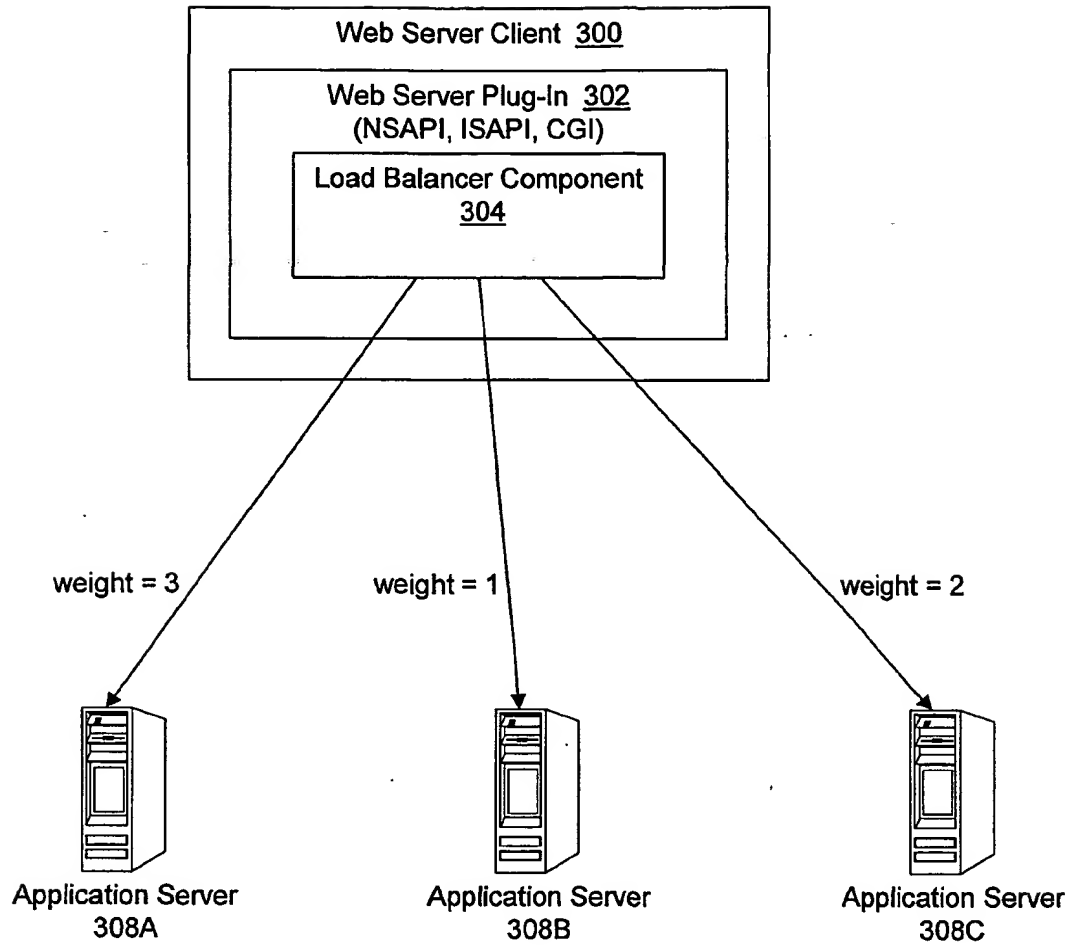 Web Server Client 300
Web Server Plug-In 302
(NSAPI, ISAPI, CGI)
Load Balancer Component
304
weight = 3
weight = 1
weight = 2
Application Server
308A
Application Server
308B
Application Server
308C